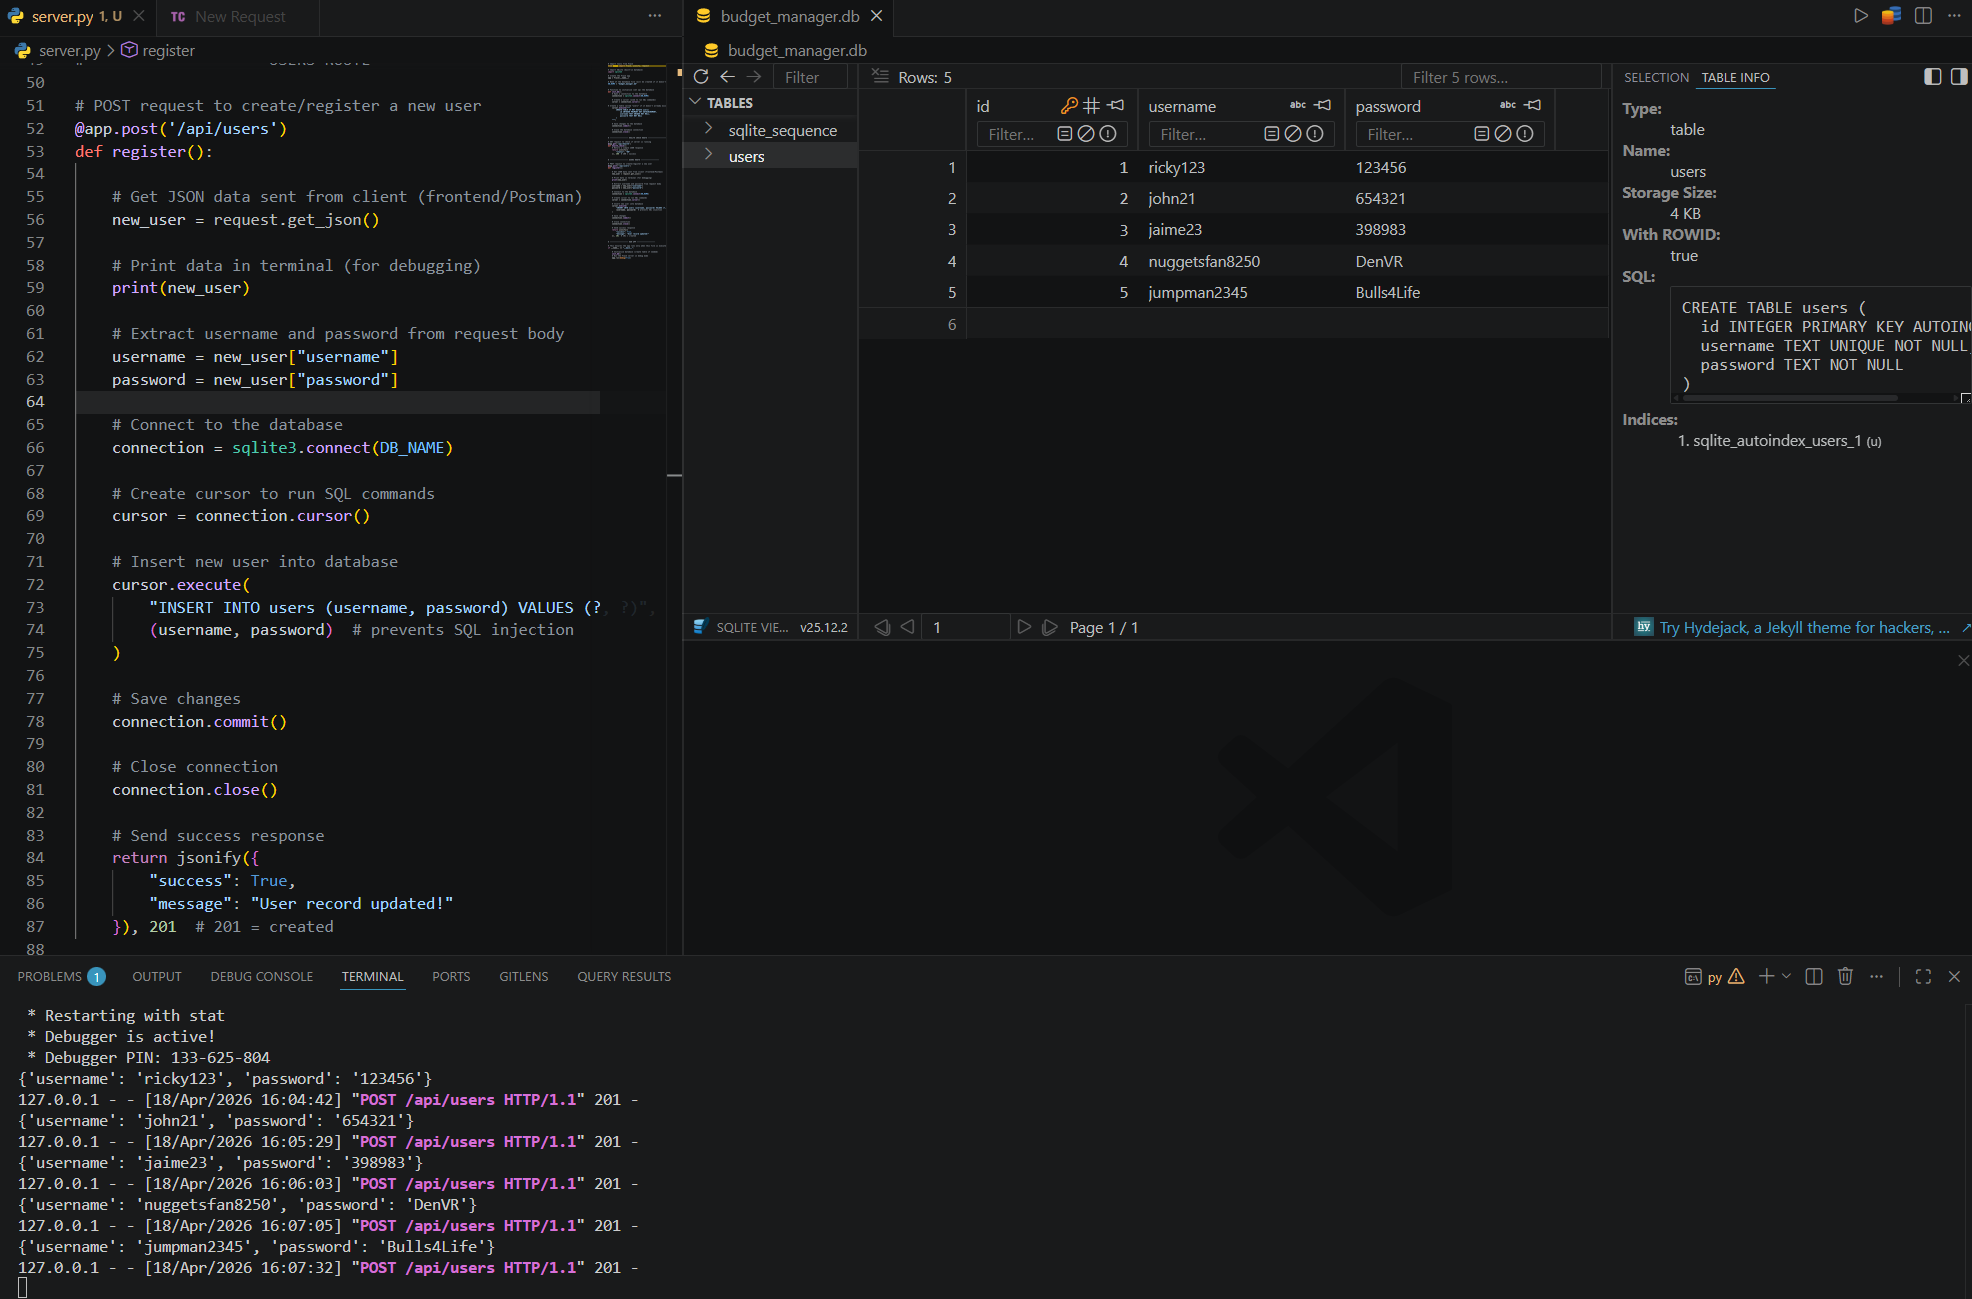 server.py 1, U
TC New Request
server.py > register
50
51 # POST request to create/register a new user
52 @app.post('/api/users')
53 def register():
54
55 # Get JSON data sent from client (frontend/Postman)
56 new_user = request.get_json()
57
58 # Print data in terminal (for debugging)
59 print(new_user)
60
61 # Extract username and password from request body
62 username = new_user["username"]
63 password = new_user["password"]
64
65 # Connect to the database
66 connection = sqlite3.connect(DB_NAME)
67
68 # Create cursor to run SQL commands
69 cursor = connection.cursor()
70
71 # Insert new user into database
72 cursor.execute(
73 "INSERT INTO users (username, password) VALUES (?, ?)",
74 (username, password) # prevents SQL injection
75 )
76
77 # Save changes
78 connection.commit()
79
80 # Close connection
81 connection.close()
82
83 # Send success response
84 return jsonify({
85 "success": True,
86 "message": "User record updated!"
87 }), 201 # 201 = created
88
budget_manager.db
budget_manager.db
Filter
Rows: 5
Filter 5 rows...
TABLES
sqlite_sequence
users
id username abc password abc
Filter... Filter... Filter...
1 1 ricky123 123456
2 2 john21 654321
3 3 jaime23 398983
4 4 nuggetsfan8250 DenVR
5 5 jumpman2345 Bulls4Life
6
SQLITE VIE... v25.12.2
1 Page 1 / 1
SELECTION TABLE INFO
Type:
table
Name:
users
Storage Size:
4 KB
With ROWID:
true
SQL:
CREATE TABLE users (
id INTEGER PRIMARY KEY AUTOIN
username TEXT UNIQUE NOT NULL
password TEXT NOT NULL
)
Indices:
1. sqlite_autoindex_users_1 (u)
hy Try Hydejack, a Jekyll theme for hackers, ...
PROBLEMS 1 OUTPUT DEBUG CONSOLE TERMINAL PORTS GITLENS QUERY RESULTS
py
* Restarting with stat
* Debugger is active!
* Debugger PIN: 133-625-804
{'username': 'ricky123', 'password': '123456'}
127.0.0.1 - - [18/Apr/2026 16:04:42] "POST /api/users HTTP/1.1" 201 -
{'username': 'john21', 'password': '654321'}
127.0.0.1 - - [18/Apr/2026 16:05:29] "POST /api/users HTTP/1.1" 201 -
{'username': 'jaime23', 'password': '398983'}
127.0.0.1 - - [18/Apr/2026 16:06:03] "POST /api/users HTTP/1.1" 201 -
{'username': 'nuggetsfan8250', 'password': 'DenVR'}
127.0.0.1 - - [18/Apr/2026 16:07:05] "POST /api/users HTTP/1.1" 201 -
{'username': 'jumpman2345', 'password': 'Bulls4Life'}
127.0.0.1 - - [18/Apr/2026 16:07:32] "POST /api/users HTTP/1.1" 201 -